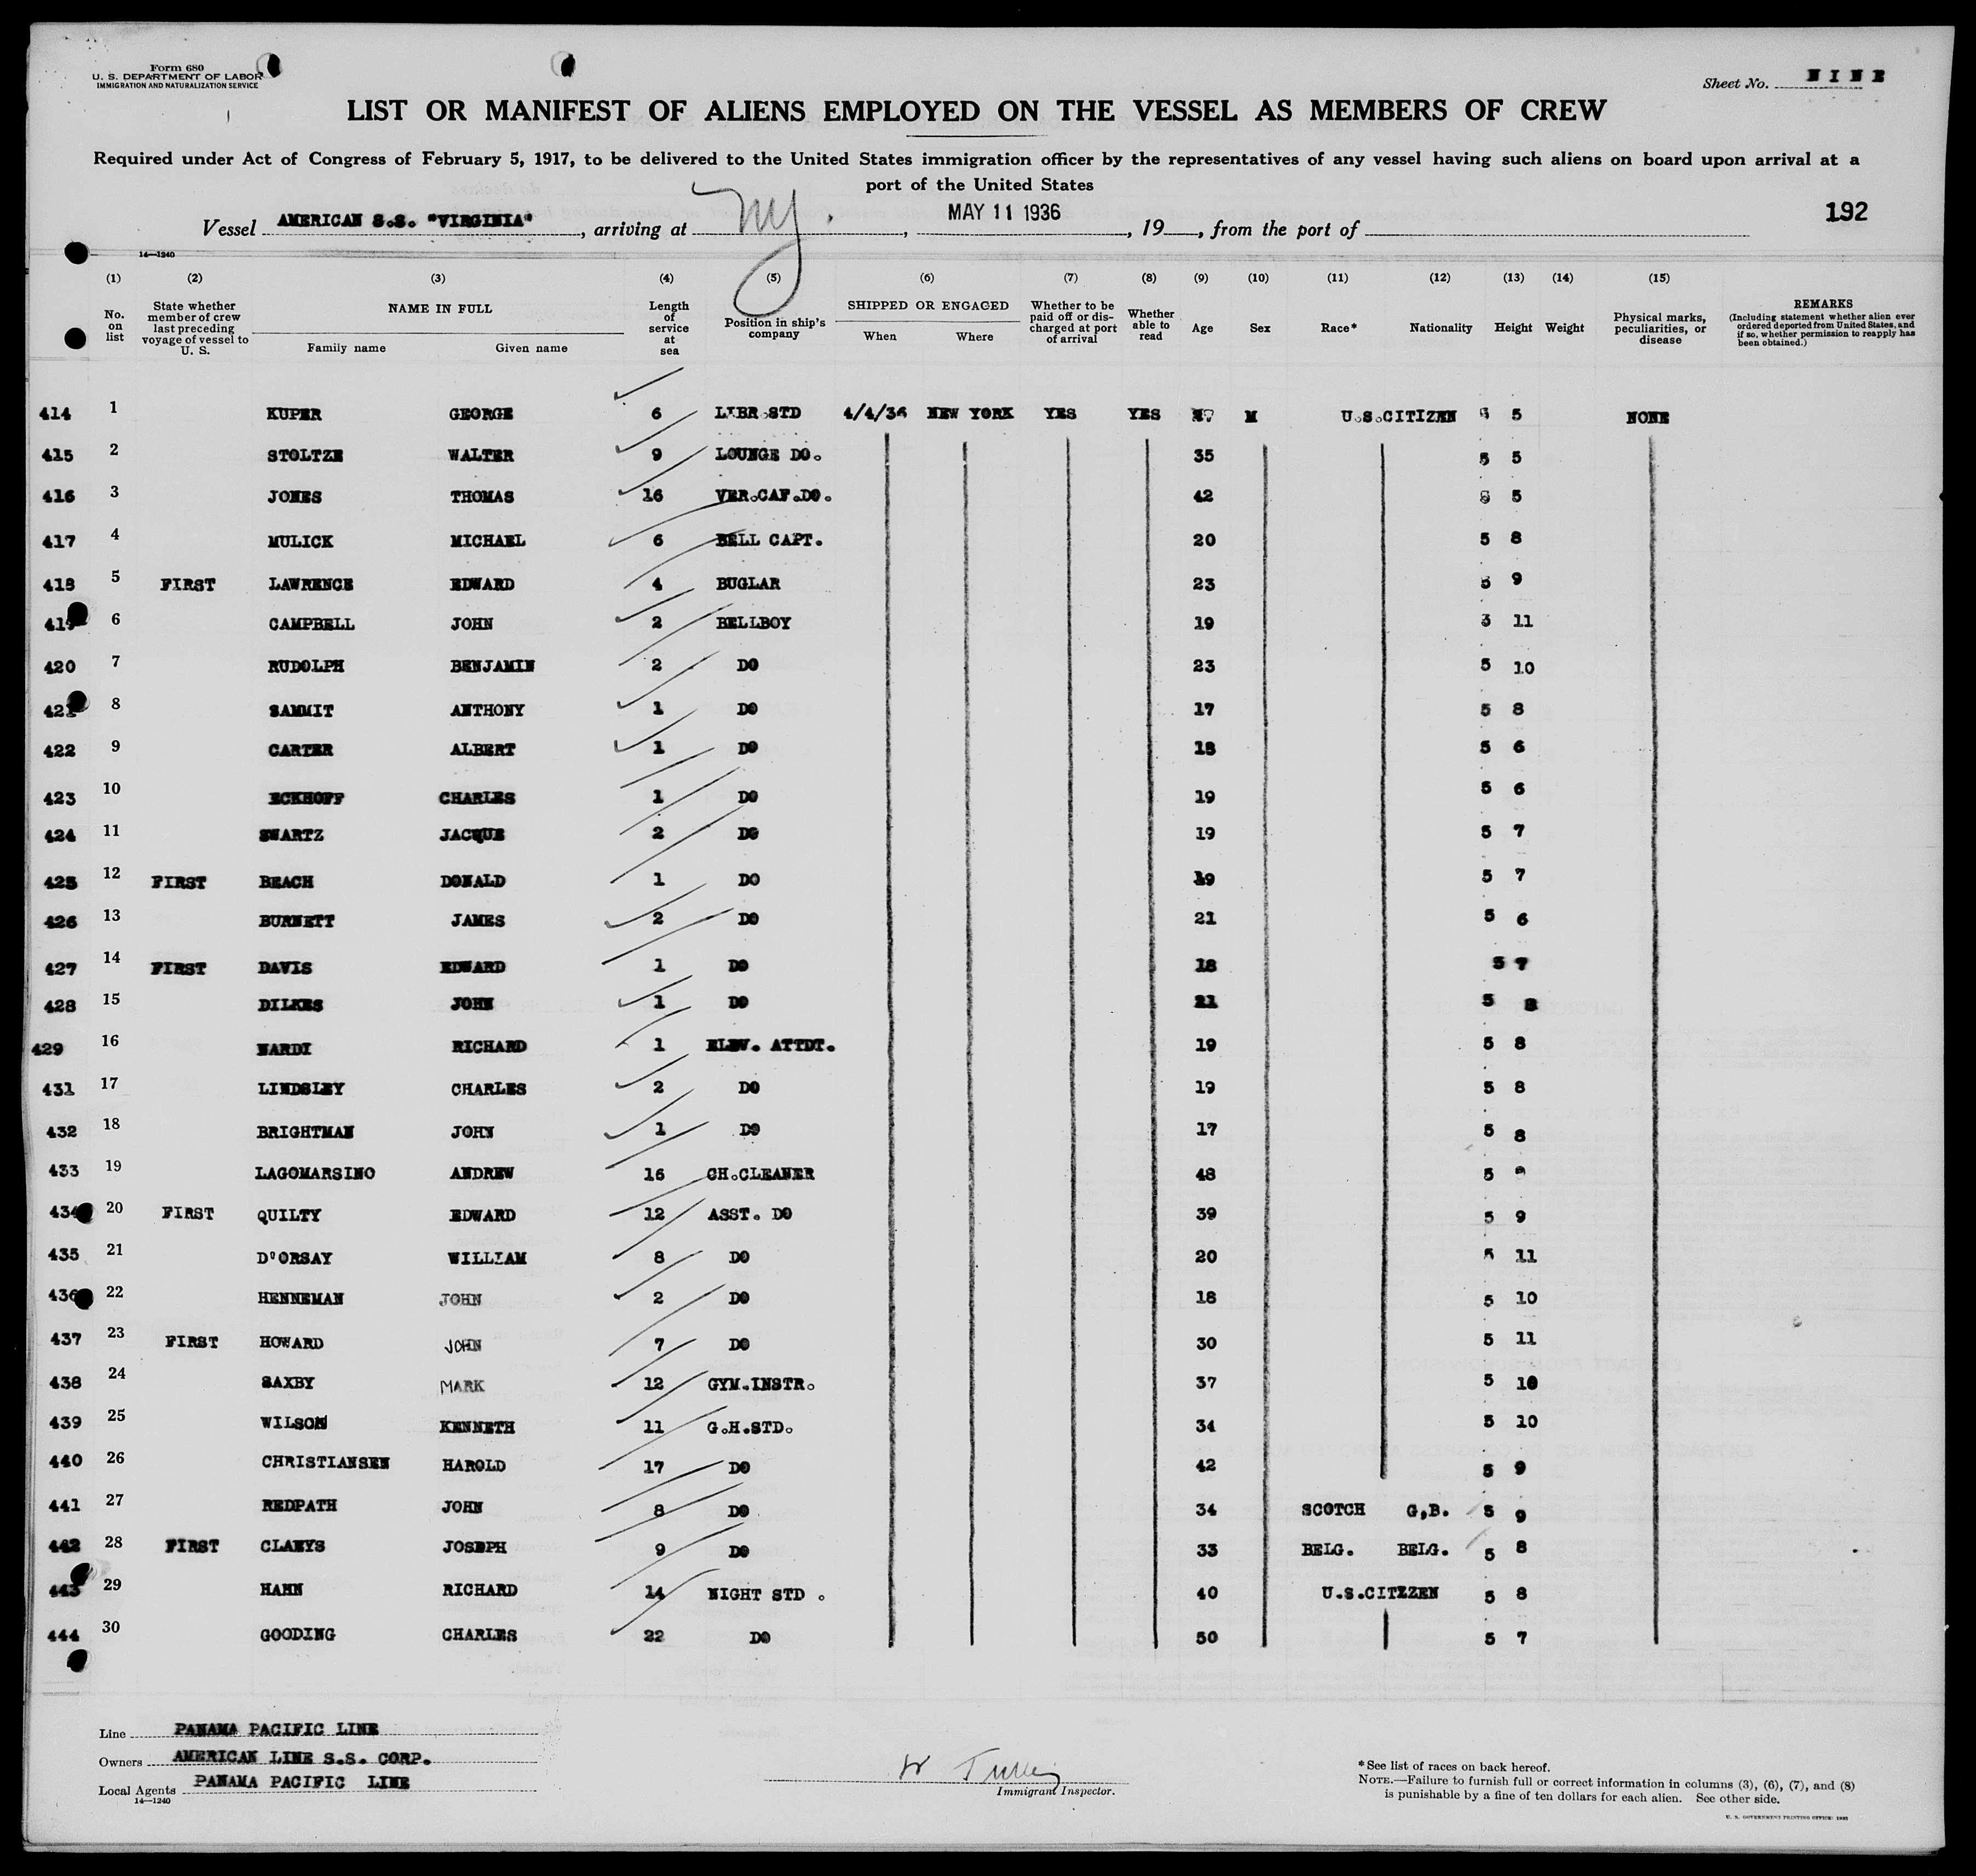 Form 680
U. S. DEPARTMENT OF LABOR
IMMIGRATION AND NATURALIZATION SERVICE
Sheet No. NINE
LIST OR MANIFEST OF ALIENS EMPLOYED ON THE VESSEL AS MEMBERS OF CREW
Required under Act of Congress of February 5, 1917, to be delivered to the United States immigration officer by the representatives of any vessel having such aliens on board upon arrival at a
port of the United States
Vessel AMERICAN S.S. "VIRGINIA", arriving at NY., MAY 11 1936, 19, from the port of
192
14—1240
(1) (2) (3) (4) (5) (6) (7) (8) (9) (10) (11) (12) (13) (14) (15)
No. on list
State whether member of crew last preceding voyage of vessel to U. S.
NAME IN FULL
Family name Given name
Length of service at sea
Position in ship's company
SHIPPED OR ENGAGED
When Where
Whether to be paid off or discharged at port of arrival
Whether able to read
Age Sex Race* Nationality Height Weight
Physical marks, peculiarities, or disease
REMARKS
(Including statement whether alien ever ordered deported from United States, and if so, whether permission to reapply has been obtained.)
414 1 KUPER GEORGE 6 LIBR.STD 4/4/36 NEW YORK YES YES M U.S.CITIZEN 5 NONE
415 2 STOLTZE WALTER 9 LOUNGE DO. 35 5 5
416 3 JONES THOMAS 16 VER.CAF.DO. 42 5
417 4 MULICK MICHAEL 6 BELL CAPT. 20 5 8
418 5 FIRST LAWRENCE EDWARD 4 BUGLAR 23 5 9
419 6 CAMPBELL JOHN 2 BELLBOY 19 11
420 7 RUDOLPH BENJAMIN 2 DO 23 5 10
421 8 SAMMIT ANTHONY 1 DO 17 5 8
422 9 CARTER ALBERT 1 DO 18 5 6
423 10 ECKHOFF CHARLES 1 DO 19 5 6
424 11 SWARTZ JACQUE 2 DO 19 5 7
425 12 FIRST BEACH DONALD 1 DO 19 5 7
426 13 BURNETT JAMES 2 DO 21 5 6
427 14 FIRST DAVIS EDWARD 1 DO 18 5 7
428 15 DILKES JOHN 1 DO 21 5 8
429 16 NARDI RICHARD 1 ELEV. ATTDT. 19 5 8
431 17 LINDSLEY CHARLES 2 DO 19 5 8
432 18 BRIGHTMAN JOHN 1 DO 17 5 8
433 19 LAGOMARSINO ANDREW 16 CH.CLEANER 48 5
434 20 FIRST QUILTY EDWARD 12 ASST. DO 39 5 9
435 21 D'ORSAY WILLIAM 8 DO 20 5 11
436 22 HENNEMAN JOHN 2 DO 18 5 10
437 23 FIRST HOWARD JOHN 7 DO 30 5 11
438 24 SAXBY MARK 12 GYM.INSTR. 37 5 10
439 25 WILSON KENNETH 11 G.H.STD. 34 5 10
440 26 CHRISTIANSEN HAROLD 17 DO 42 5 9
441 27 REDPATH JOHN 8 DO 34 SCOTCH G,B. 5 9
442 28 FIRST CLAEYS JOSEPH 9 DO 33 BELG. BELG. 5 8
443 29 HAHN RICHARD 14 NIGHT STD . 40 U.S.CITIZEN 5 8
444 30 GOODING CHARLES 22 DO 50 5 7
Line PANAMA PACIFIC LINE
Owners AMERICAN LINE S.S. CORP.
Local Agents PANAMA PACIFIC LINE
14—1240
W
Immigrant Inspector.
*See list of races on back hereof.
NOTE.—Failure to furnish full or correct information in columns (3), (6), (7), and (8)
is punishable by a fine of ten dollars for each alien. See other side.